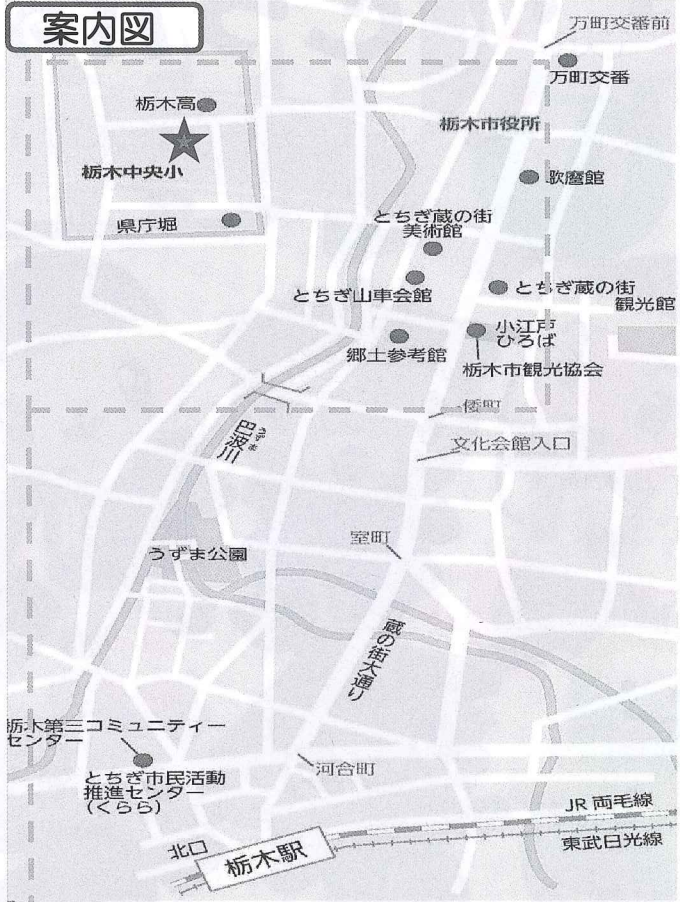 案内図
万町交番前
万町交番
栃木高
栃木市役所
栃木中央小
歌麿館
県庁堀
とちぎ蔵の街
美術館
とちぎ山車会館
とちぎ蔵の街
観光館
小江戸
ひろば
郷土参考館
栃木市観光協会
倭町
巴波川
うずま
文化会館入口
室町
うずま公園
蔵の街大通り
栃木第三コミュニティー
センター
とちぎ市民活動
推進センター
(くらら)
河合町
JR 両毛線
東武日光線
北口
栃木駅